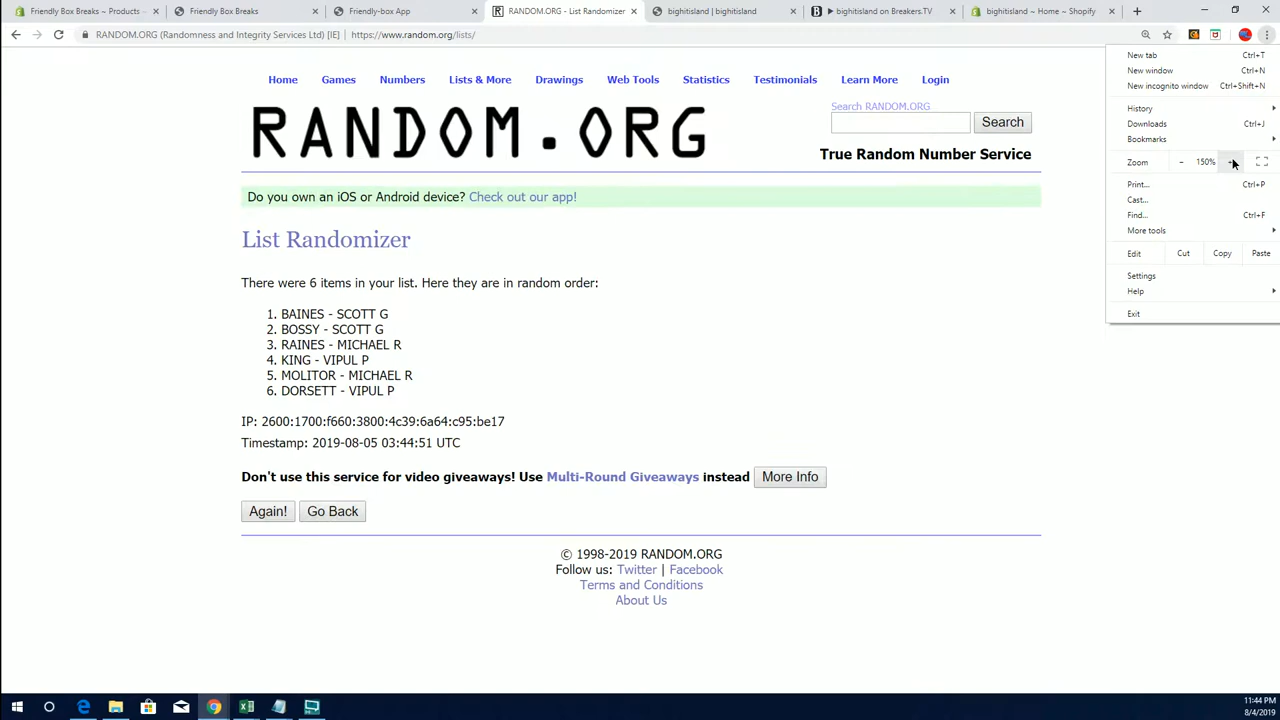 Friendly Box Breaks ~ Products ~
Friendly Box Breaks
Friendly-box App
RANDOM.ORG - List Randomizer
bighitisland | bighitisland
bighitisland on Breakers.TV
bighitisland ~ Home ~ Shopify
RANDOM.ORG (Randomness and Integrity Services Ltd) [IE] | https://www.random.org/lists/
Home Games Numbers Lists & More Drawings Web Tools Statistics Testimonials Learn More Login
RANDOM.ORG
Search RANDOM.ORG
Search
True Random Number Service
Do you own an iOS or Android device? Check out our app!
List Randomizer
There were 6 items in your list. Here they are in random order:
1. BAINES - SCOTT G
2. BOSSY - SCOTT G
3. RAINES - MICHAEL R
4. KING - VIPUL P
5. MOLITOR - MICHAEL R
6. DORSETT - VIPUL P
IP: 2600:1700:f660:3800:4c39:6a64:c95:be17
Timestamp: 2019-08-05 03:44:51 UTC
Don't use this service for video giveaways! Use Multi-Round Giveaways instead More Info
Again! Go Back
© 1998-2019 RANDOM.ORG
Follow us: Twitter | Facebook
Terms and Conditions
About Us
New tab Ctrl+T
New window Ctrl+N
New incognito window Ctrl+Shift+N
History
Downloads Ctrl+J
Bookmarks
Zoom - 150% +
Print... Ctrl+P
Cast...
Find... Ctrl+F
More tools
Edit Cut Copy Paste
Settings
Help
Exit
11:44 PM
8/4/2019